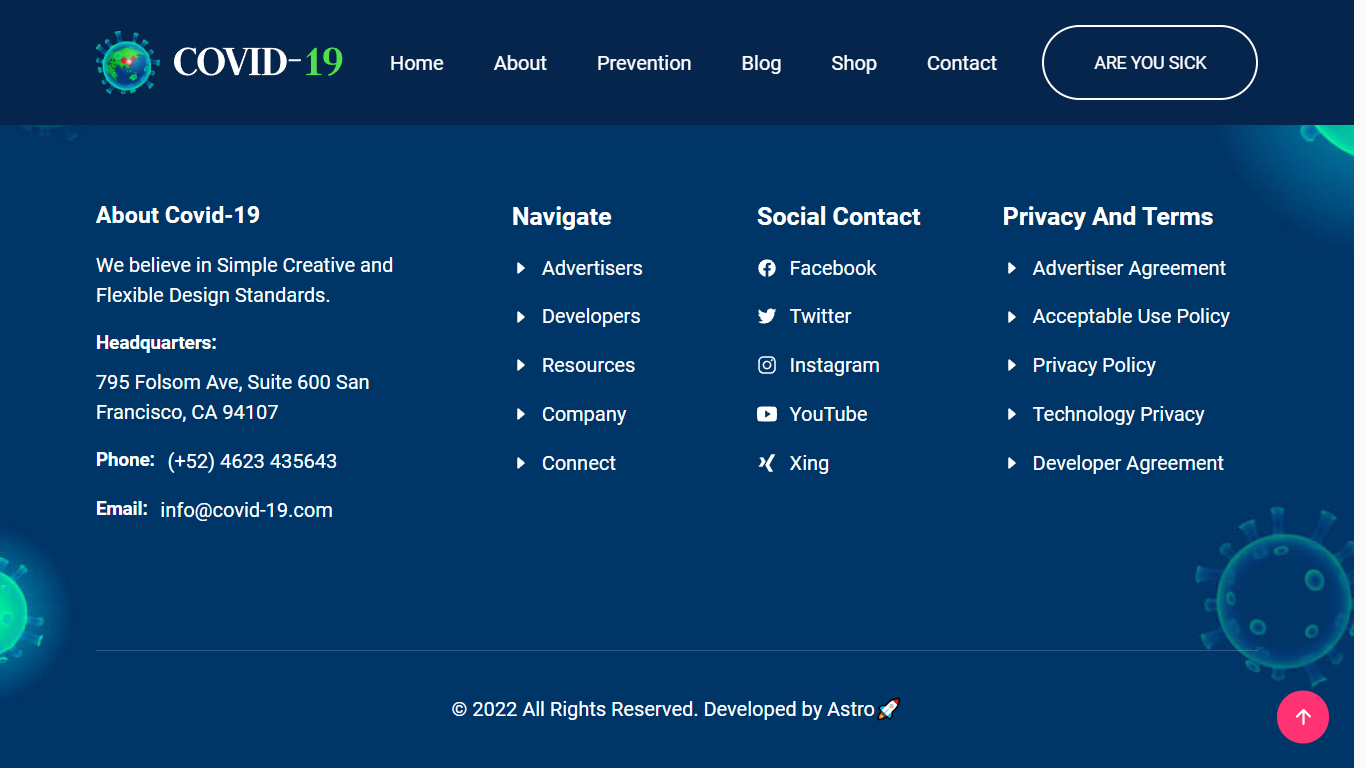 COVID-19
Home
About
Prevention
Blog
Shop
Contact
ARE YOU SICK
About Covid-19
We believe in Simple Creative and
Flexible Design Standards.
Headquarters:
795 Folsom Ave, Suite 600 San
Francisco, CA 94107
Phone: (+52) 4623 435643
Email: info@covid-19.com
Navigate
Advertisers
Developers
Resources
Company
Connect
Social Contact
Facebook
Twitter
Instagram
YouTube
Xing
Privacy And Terms
Advertiser Agreement
Acceptable Use Policy
Privacy Policy
Technology Privacy
Developer Agreement
© 2022 All Rights Reserved. Developed by Astro🚀